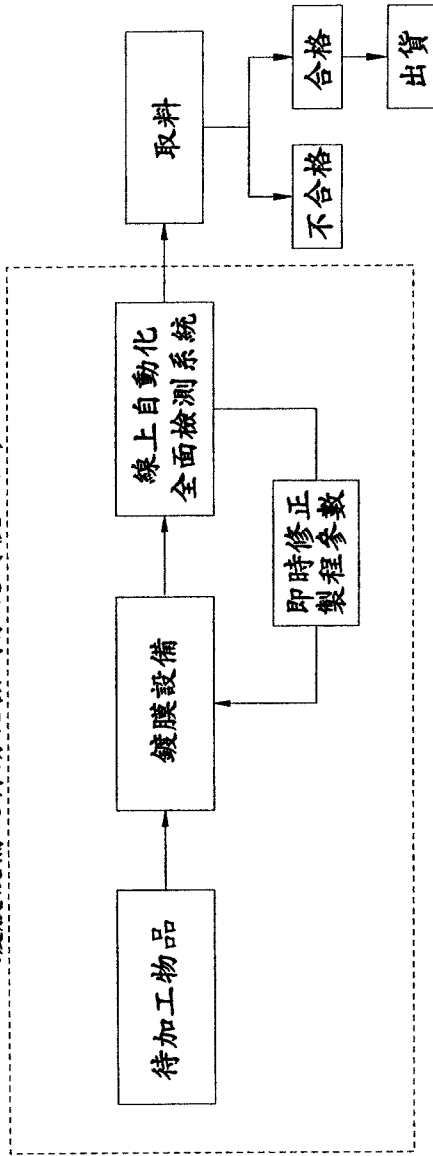 待加工物品
鍍膜設備
線上自動化
全面檢測系統
即時修正
製程參數
取料
不合格
合格
出貨